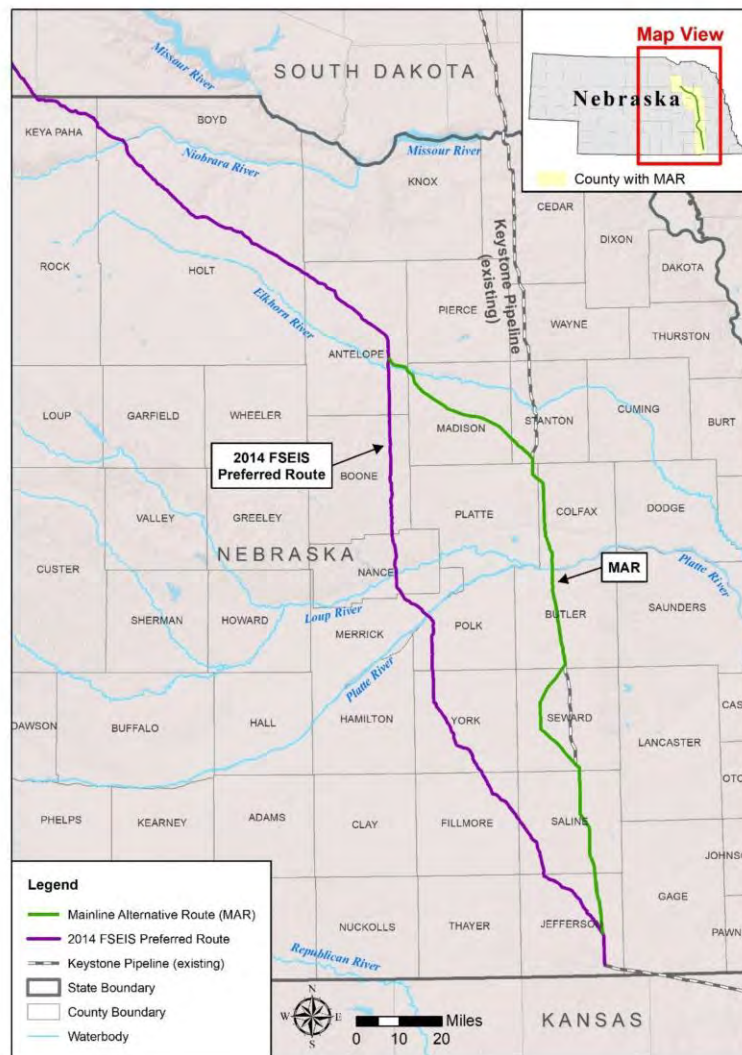 Map View
Nebraska
County with MAR
Missouri River
SOUTH DAKOTA
KEYA PAHA
BOYD
Niobrara River
Missour River
KNOX
CEDAR
DIXON
DAKOTA
Keystone Pipeline
(existing)
ROCK
HOLT
Elkhorn River
PIERCE
WAYNE
THURSTON
ANTELOPE
LOUP
GARFIELD
WHEELER
MADISON
STANTON
CUMING
BURT
2014 FSEIS
Preferred Route
BOONE
VALLEY
GREELEY
PLATTE
COLFAX
DODGE
NEBRASKA
CUSTER
NANCE
MAR
Platte River
SHERMAN
HOWARD
Loup River
MERRICK
POLK
BUTLER
SAUNDERS
Platte River
DAWSON
BUFFALO
HALL
HAMILTON
YORK
SEWARD
LANCASTER
CAS
OTO
PHELPS
KEARNEY
ADAMS
CLAY
FILLMORE
SALINE
JOHNS
GAGE
PAWN
NUCKOLLS
THAYER
JEFFERSON
Republican River
KANSAS
Legend
Mainline Alternative Route (MAR)
2014 FSEIS Preferred Route
Keystone Pipeline (existing)
State Boundary
County Boundary
Waterbody
N
W
E
S
Miles
0
10
20